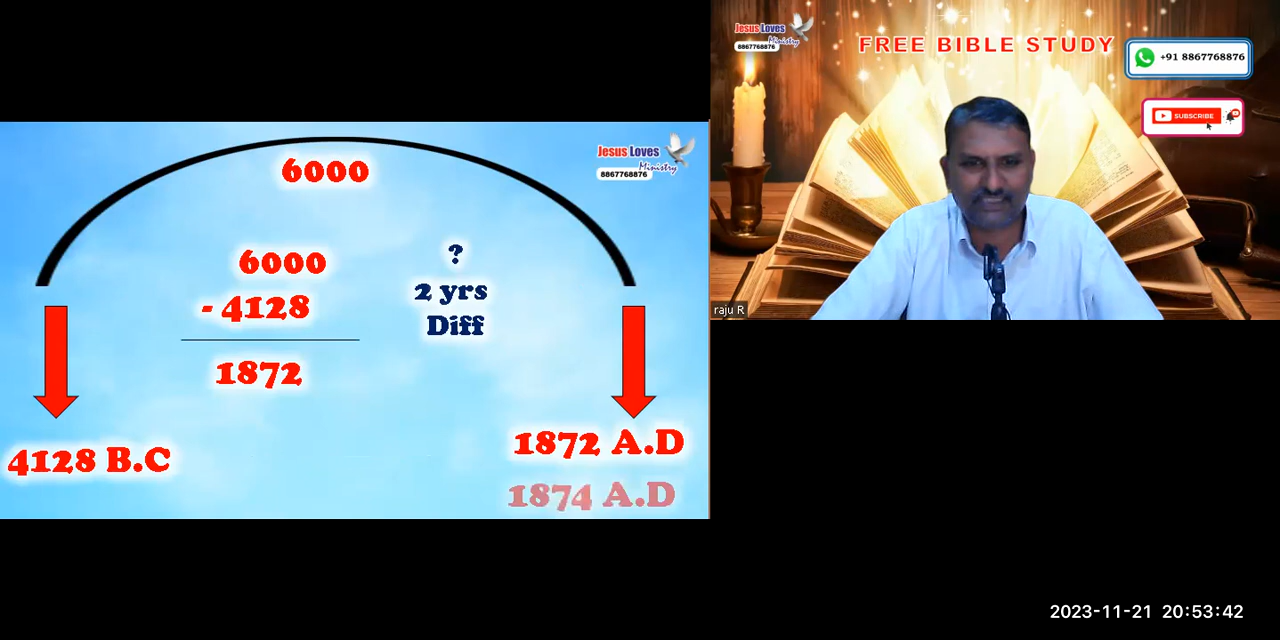 6000
Jesus Loves
Ministry
8867768876
6000
- 4128
1872
?
2 yrs
Diff
4128 B.C
1872 A.D
1874 A.D
Jesus Loves
Ministry
8867768876
FREE BIBLE STUDY
+91 8867768876
SUBSCRIBE
raju R
2023-11-21 20:53:42